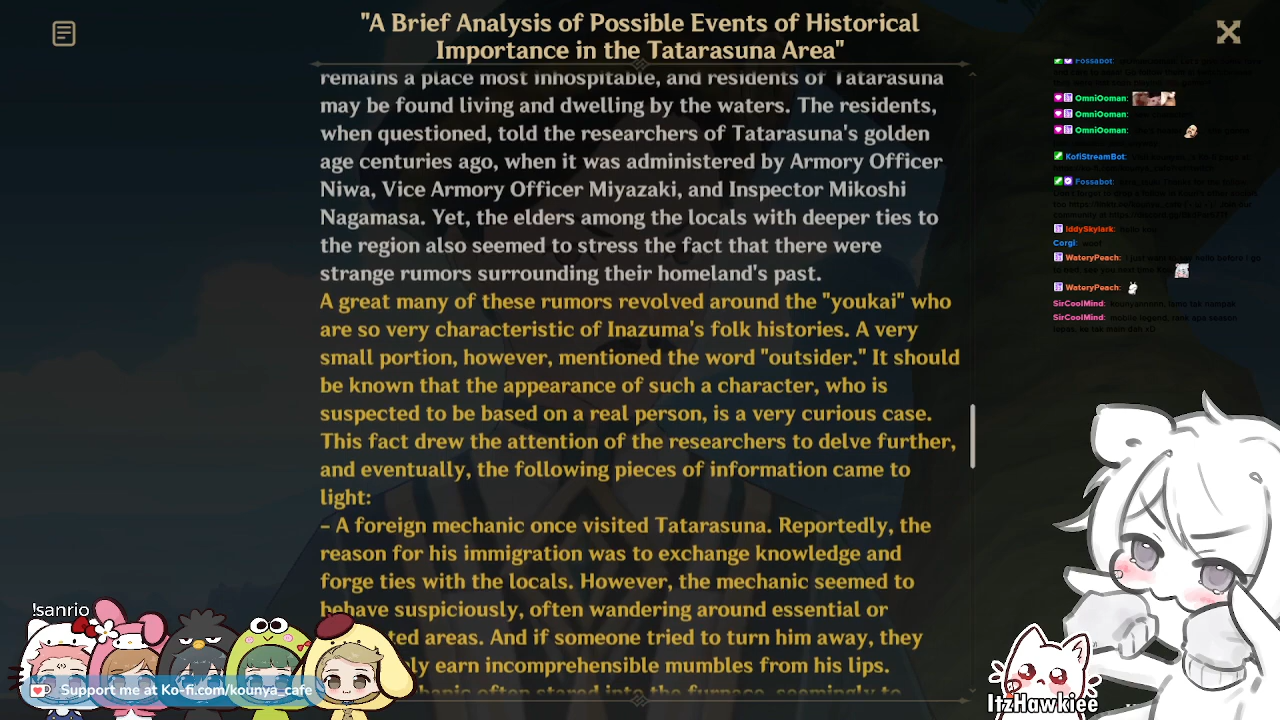 "A Brief Analysis of Possible Events of Historical
Importance in the Tatarasuna Area"
remains a place most inhospitable, and residents of Tatarasuna
may be found living and dwelling by the waters. The residents,
when questioned, told the researchers of Tatarasuna's golden
age centuries ago, when it was administered by Armory Officer
Niwa, Vice Armory Officer Miyazaki, and Inspector Mikoshi
Nagamasa. Yet, the elders among the locals with deeper ties to
the region also seemed to stress the fact that there were
strange rumors surrounding their homeland's past.
A great many of these rumors revolved around the "youkai" who
are so very characteristic of Inazuma's folk histories. A very
small portion, however, mentioned the word "outsider." It should
be known that the appearance of such a character, who is
suspected to be based on a real person, is a very curious case.
This fact drew the attention of the researchers to delve further,
and eventually, the following pieces of information came to
light:
– A foreign mechanic once visited Tatarasuna. Reportedly, the
reason for his immigration was to exchange knowledge and
forge ties with the locals. However, the mechanic seemed to
behave suspiciously, often wandering around essential or
areas. And if someone tried to turn him away, they
earn incomprehensible mumbles from his lips.
often stared into the furnace, seemingly to
Fossabot:
OmniOoman:
OmniOoman:
OmniOoman:
KofiStreamBot:
Fossabot:
IddySkylark:
Corgi: woof
WateryPeach:
WateryPeach:
SirCoolMind:
SirCoolMind:
!sanrio
Support me at Ko-fi.com/kounya_cafe
ItzHawkiee